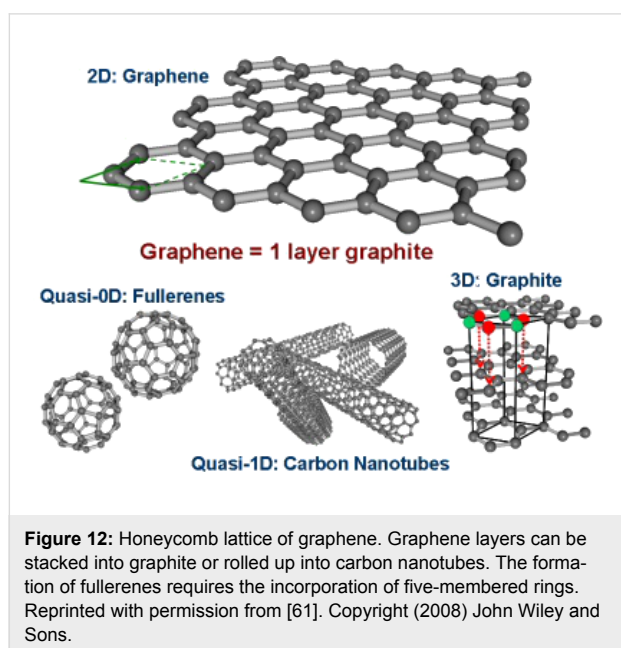 2D: Graphene
Graphene = 1 layer graphite
3D: Graphite
Quasi-0D: Fullerenes
Quasi-1D: Carbon Nanotubes
Figure 12: Honeycomb lattice of graphene. Graphene layers can be
stacked into graphite or rolled up into carbon nanotubes. The forma-
tion of fullerenes requires the incorporation of five-membered rings.
Reprinted with permission from [61]. Copyright (2008) John Wiley and
Sons.